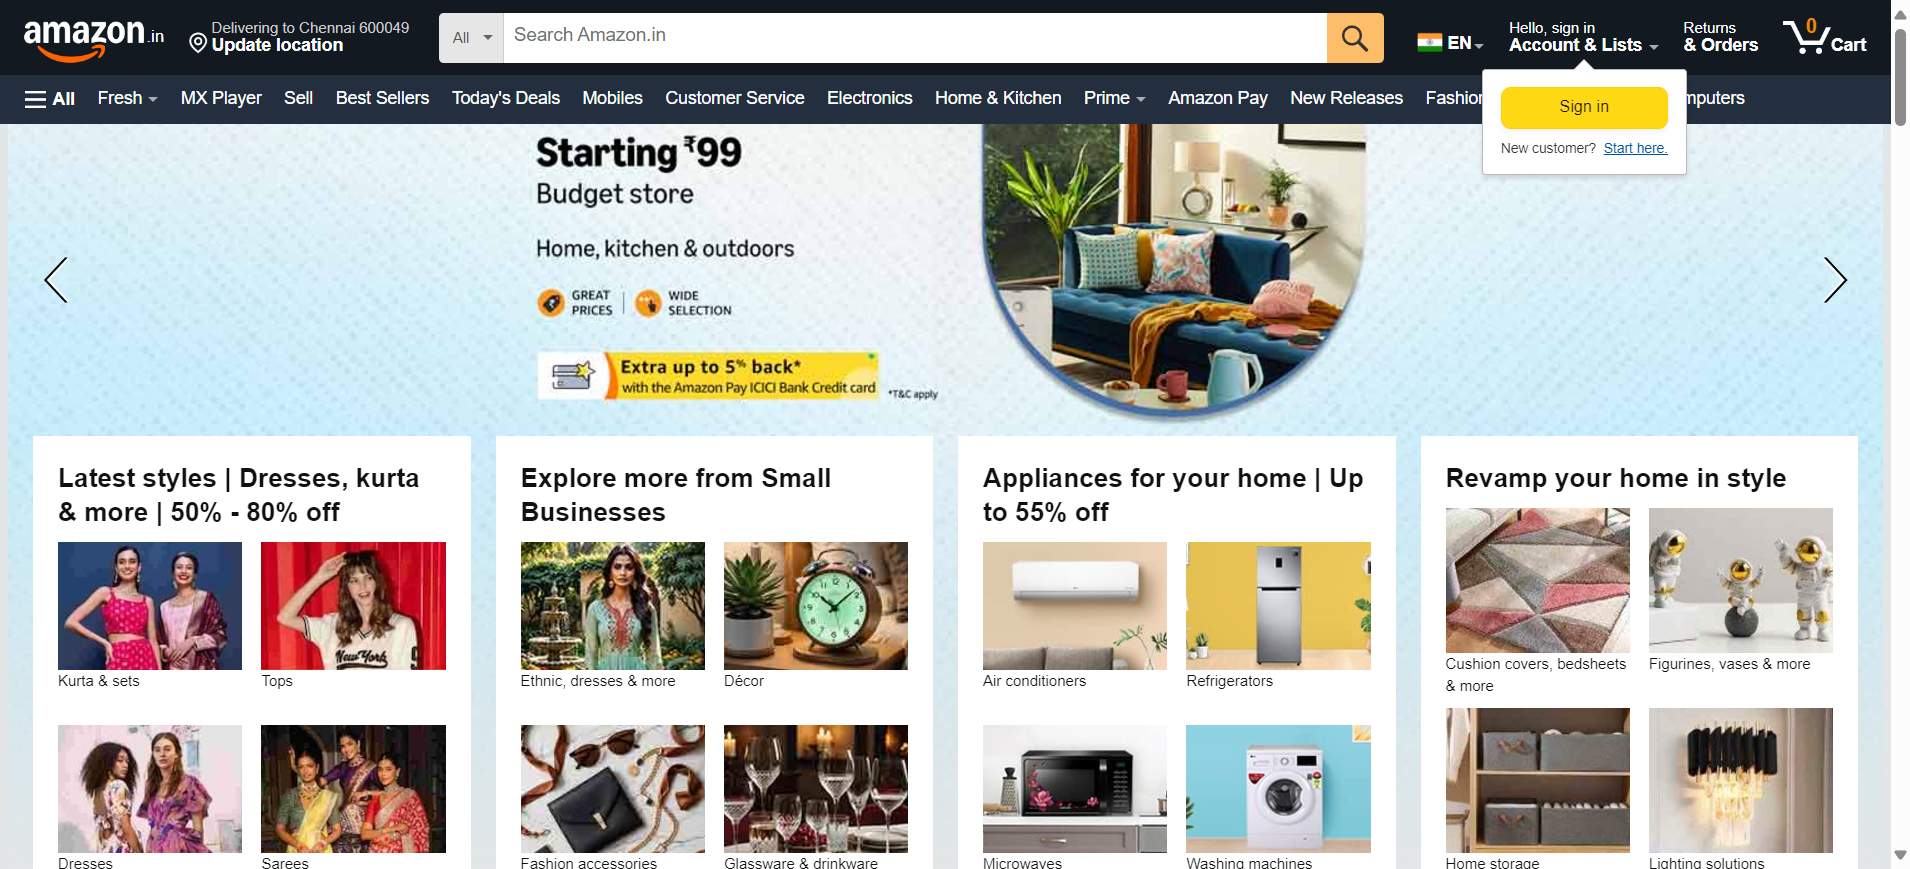 amazon.in
Delivering to Chennai 600049
Update location
All
Search Amazon.in
EN
Hello, sign in
Account & Lists
Returns
& Orders
0
Cart
All
Fresh
MX Player
Sell
Best Sellers
Today's Deals
Mobiles
Customer Service
Electronics
Home & Kitchen
Prime
Amazon Pay
New Releases
Fashion
mputers
Sign in
New customer? Start here.
Starting ₹99
Budget store
Home, kitchen & outdoors
GREAT
PRICES
WIDE
SELECTION
Extra up to 5% back*
with the Amazon Pay ICICI Bank Credit card
*T&C apply
Latest styles | Dresses, kurta
& more | 50% - 80% off
New York
Kurta & sets
Tops
Dresses
Sarees
Explore more from Small
Businesses
Ethnic, dresses & more
Décor
Fashion accessories
Glassware & drinkware
Appliances for your home | Up
to 55% off
Air conditioners
Refrigerators
Microwaves
Washing machines
Revamp your home in style
Cushion covers, bedsheets
& more
Figurines, vases & more
Home storage
Lighting solutions